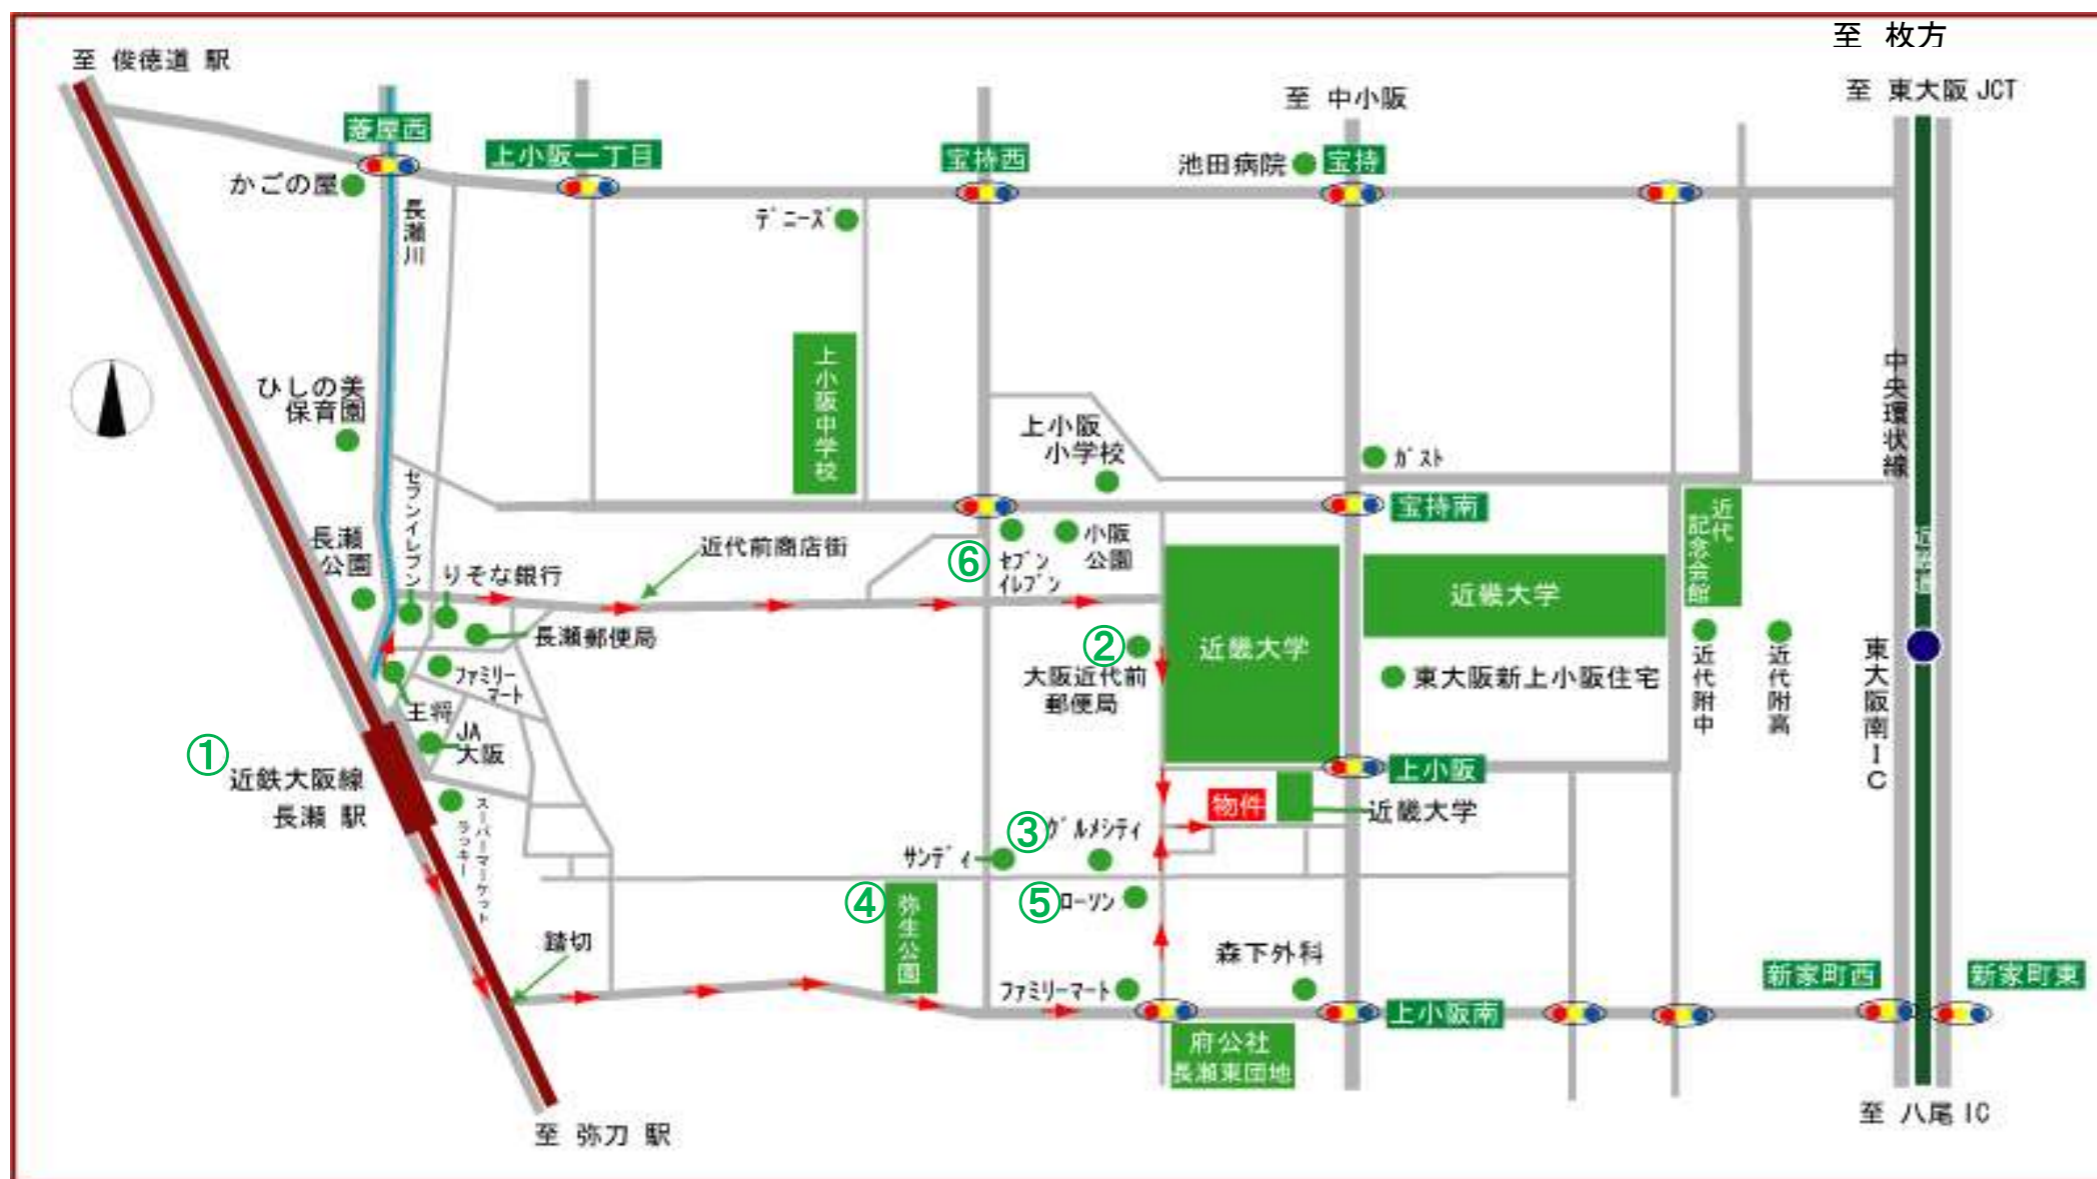 至 枚方
至 俊徳道 駅
至 中小阪
至 東大阪 JCT
菱屋西
上小阪一丁目
宝持西
池田病院
宝持
かごの屋
長瀬川
デニーズ
上小阪中学校
中央環状線
ひしの美
保育園
上小阪
小学校
ガスト
セブンイレブン
宝持南
近代
記念会館
長瀬
公園
近代前商店街
⑥
セブン
イレブン
小阪
公園
りそな銀行
近畿大学
長瀬郵便局
②
大阪近代前
郵便局
近畿大学
東大阪新上小阪住宅
近代附中
近代附高
東大阪南IC
ファミリー
マート
王将
JA
大阪
①
近鉄大阪線
長瀬 駅
上小阪
スーパーマーケット
ラッキー
物件
近畿大学
③
グルメシティ
サンディ
④
弥生公園
⑤
ローソン
踏切
森下外科
ファミリーマート
新家町西
新家町東
上小阪南
府公社
長瀬東団地
至 弥刀 駅
至 八尾 IC